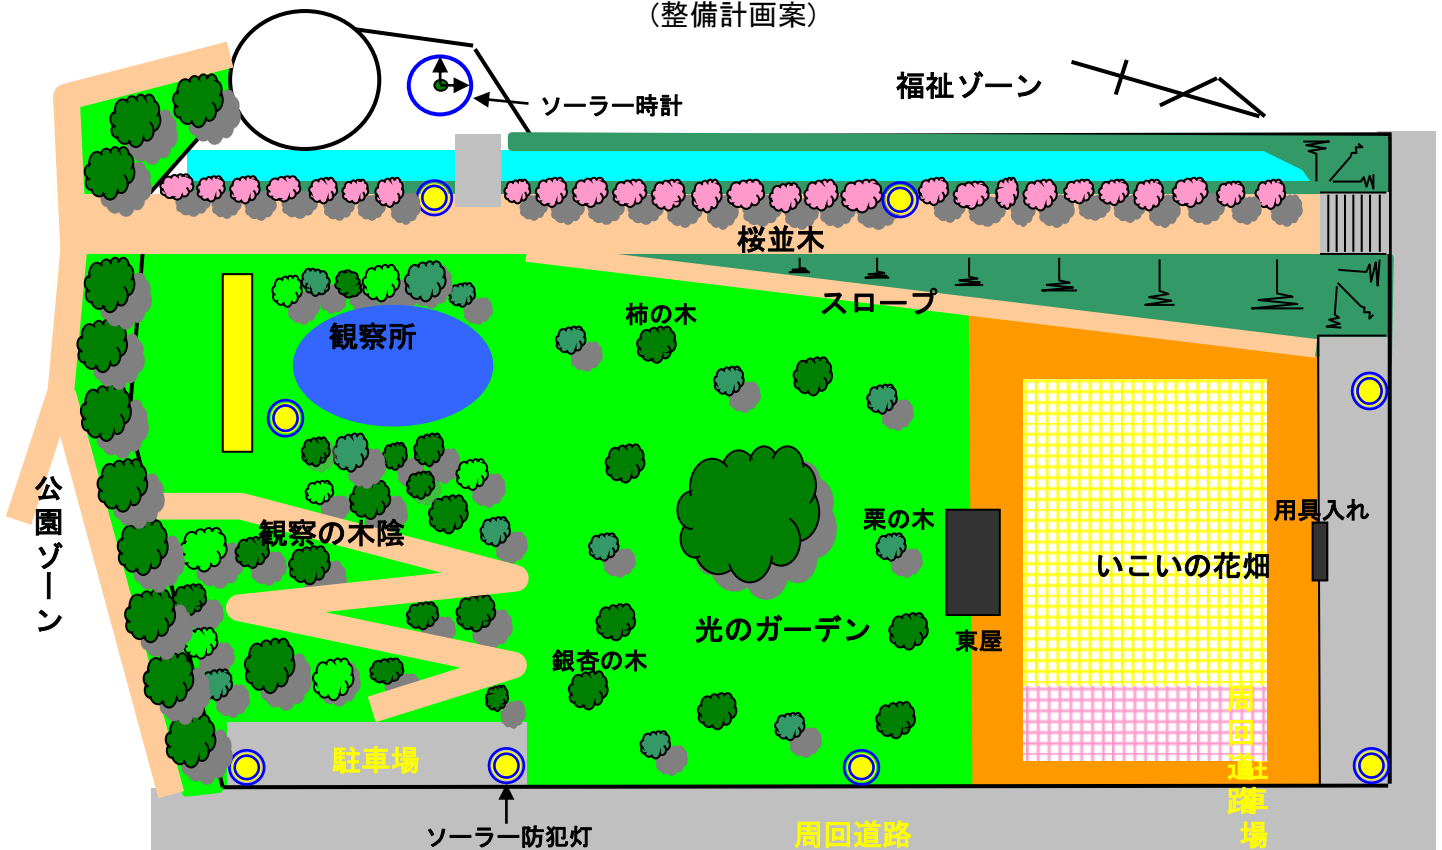 （整備計画案）
福祉ゾーン
ソーラー時計
桜並木
スロープ
柿の木
観察所
公園ゾーン
用具入れ
栗の木
観察の木陰
いこいの花畑
光のガーデン
東屋
銀杏の木
周回道路
駐車場
駐車場
ソーラー防犯灯
周回道路